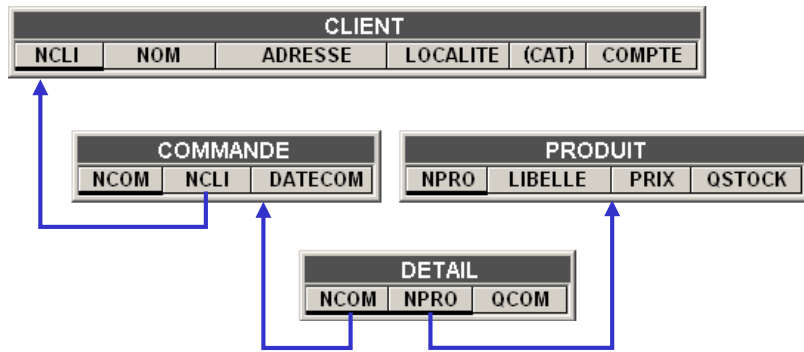 CLIENT
NCLI NOM ADRESSE LOCALITE (CAT) COMPTE
COMMANDE
NCOM NCLI DATECOM
PRODUIT
NPRO LIBELLE PRIX QSTOCK
DETAIL
NCOM NPRO QCOM